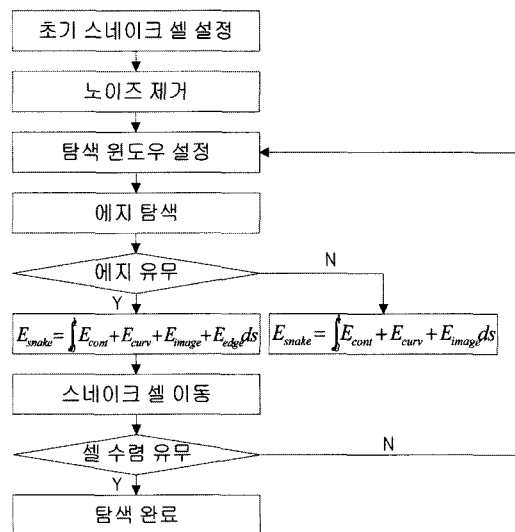 초기 스네이크 셀 설정
노이즈 제거
탐색 윈도우 설정
에지 탐색
에지 유무
N
Y
E_snake = ∫_0 E_cont + E_curv + E_image + E_edge ds
E_snake = ∫_0 E_cont + E_curv + E_image ds
스네이크 셀 이동
셀 수렴 유무
N
Y
탐색 완료